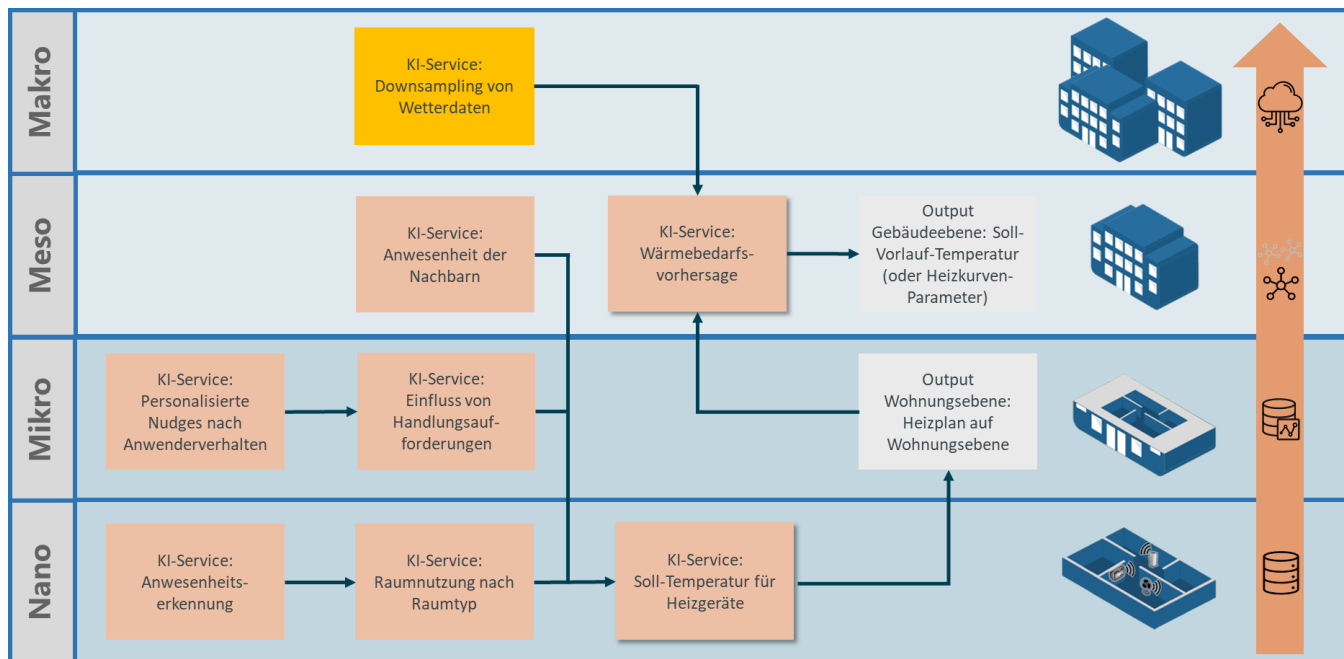 Makro
KI-Service:
Downsampling von
Wetterdaten
Meso
KI-Service:
Anwesenheit der
Nachbarn
KI-Service:
Wärmebedarfs-
vorhersage
Output
Gebäudeebene: Soll-
Vorlauf-Temperatur
(oder Heizkurven-
Parameter)
Mikro
KI-Service:
Personalisierte
Nudges nach
Anwenderverhalten
KI-Service:
Einfluss von
Handlungsauf-
forderungen
Output
Wohnungsebene:
Heizplan auf
Wohnungsebene
Nano
KI-Service:
Anwesenheits-
erkennung
KI-Service:
Raumnutzung nach
Raumtyp
KI-Service:
Soll-Temperatur für
Heizgeräte